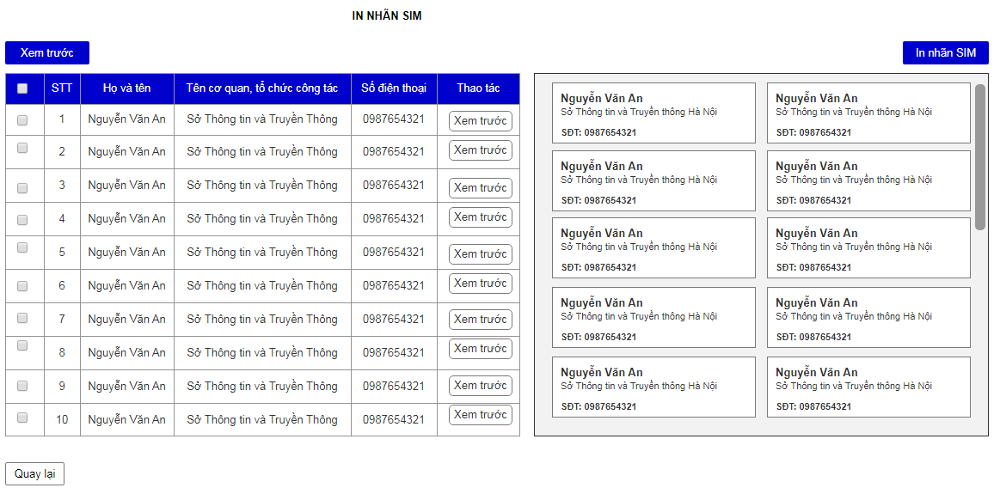 IN NHÃN SIM
Xem trước
In nhãn SIM
STT Họ và tên Tên cơ quan, tổ chức công tác Số điện thoại Thao tác
1 Nguyễn Văn An Sở Thông tin và Truyền Thông 0987654321 Xem trước
2 Nguyễn Văn An Sở Thông tin và Truyền Thông 0987654321 Xem trước
3 Nguyễn Văn An Sở Thông tin và Truyền Thông 0987654321 Xem trước
4 Nguyễn Văn An Sở Thông tin và Truyền Thông 0987654321 Xem trước
5 Nguyễn Văn An Sở Thông tin và Truyền Thông 0987654321 Xem trước
6 Nguyễn Văn An Sở Thông tin và Truyền Thông 0987654321 Xem trước
7 Nguyễn Văn An Sở Thông tin và Truyền Thông 0987654321 Xem trước
8 Nguyễn Văn An Sở Thông tin và Truyền Thông 0987654321 Xem trước
9 Nguyễn Văn An Sở Thông tin và Truyền Thông 0987654321 Xem trước
10 Nguyễn Văn An Sở Thông tin và Truyền Thông 0987654321 Xem trước
Nguyễn Văn An
Sở Thông tin và Truyền thông Hà Nội
SĐT: 0987654321
Nguyễn Văn An
Sở Thông tin và Truyền thông Hà Nội
SĐT: 0987654321
Nguyễn Văn An
Sở Thông tin và Truyền thông Hà Nội
SĐT: 0987654321
Nguyễn Văn An
Sở Thông tin và Truyền thông Hà Nội
SĐT: 0987654321
Nguyễn Văn An
Sở Thông tin và Truyền thông Hà Nội
SĐT: 0987654321
Nguyễn Văn An
Sở Thông tin và Truyền thông Hà Nội
SĐT: 0987654321
Nguyễn Văn An
Sở Thông tin và Truyền thông Hà Nội
SĐT: 0987654321
Nguyễn Văn An
Sở Thông tin và Truyền thông Hà Nội
SĐT: 0987654321
Nguyễn Văn An
Sở Thông tin và Truyền thông Hà Nội
SĐT: 0987654321
Nguyễn Văn An
Sở Thông tin và Truyền thông Hà Nội
SĐT: 0987654321
Quay lại